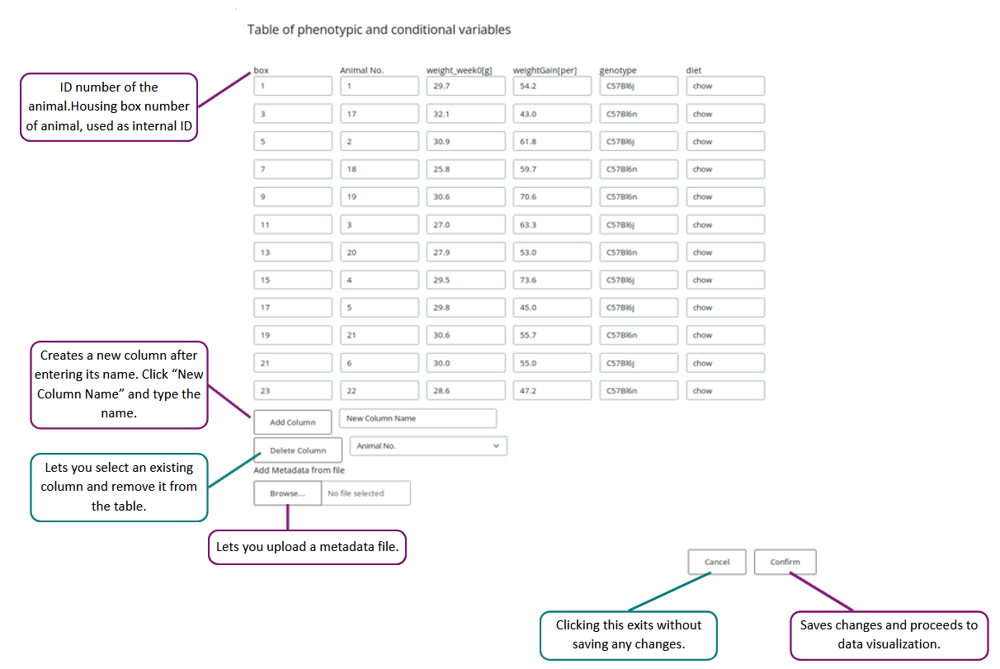 Table of phenotypic and conditional variables
box Animal No. weight_week0[g] weightGain[per] genotype diet
ID number of the
animal.Housing box number
of animal, used as internal ID
1 1 29.7 54.2 C57Bl6j chow
3 17 32.1 43.0 C57Bl6n chow
5 2 30.9 61.8 C57Bl6j chow
7 18 25.8 59.7 C57Bl6n chow
9 19 30.6 70.6 C57Bl6n chow
11 3 27.0 63.3 C57Bl6j chow
13 20 27.9 53.0 C57Bl6n chow
15 4 29.5 73.6 C57Bl6j chow
17 5 29.8 45.0 C57Bl6j chow
19 21 30.6 55.7 C57Bl6n chow
21 6 30.0 55.0 C57Bl6j chow
23 22 28.6 47.2 C57Bl6n chow
Creates a new column after
entering its name. Click “New
Column Name” and type the
name.
Add Column New Column Name
Delete Column Animal No.
Lets you select an existing
column and remove it from
the table.
Add Metadata from file
Browse... No file selected
Lets you upload a metadata file.
Cancel Confirm
Clicking this exits without
saving any changes.
Saves changes and proceeds to
data visualization.